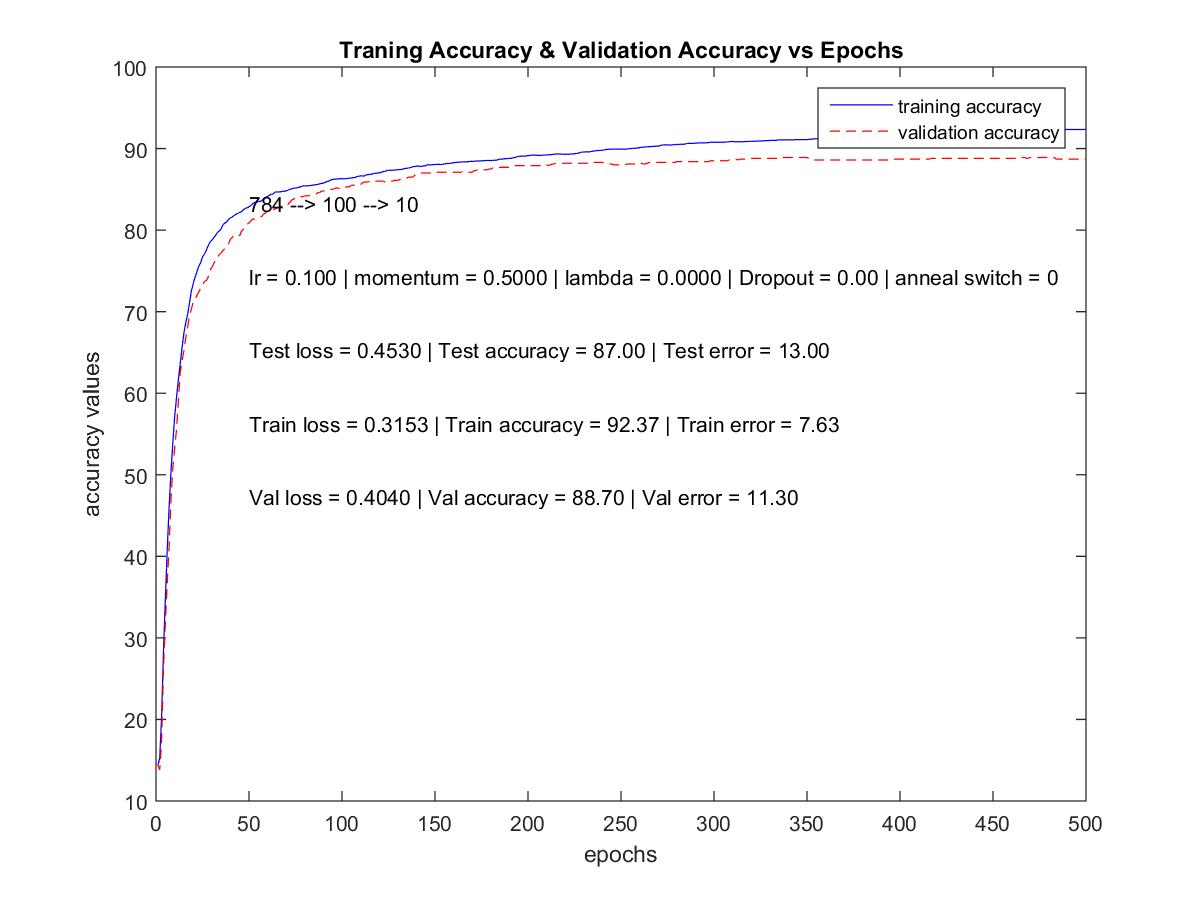 Traning Accuracy & Validation Accuracy vs Epochs
100
90
80
70
60
50
40
30
20
10
accuracy values
training accuracy
validation accuracy
784 --> 100 --> 10
lr = 0.100 | momentum = 0.5000 | lambda = 0.0000 | Dropout = 0.00 | anneal switch = 0
Test loss = 0.4530 | Test accuracy = 87.00 | Test error = 13.00
Train loss = 0.3153 | Train accuracy = 92.37 | Train error = 7.63
Val loss = 0.4040 | Val accuracy = 88.70 | Val error = 11.30
0 50 100 150 200 250 300 350 400 450 500
epochs